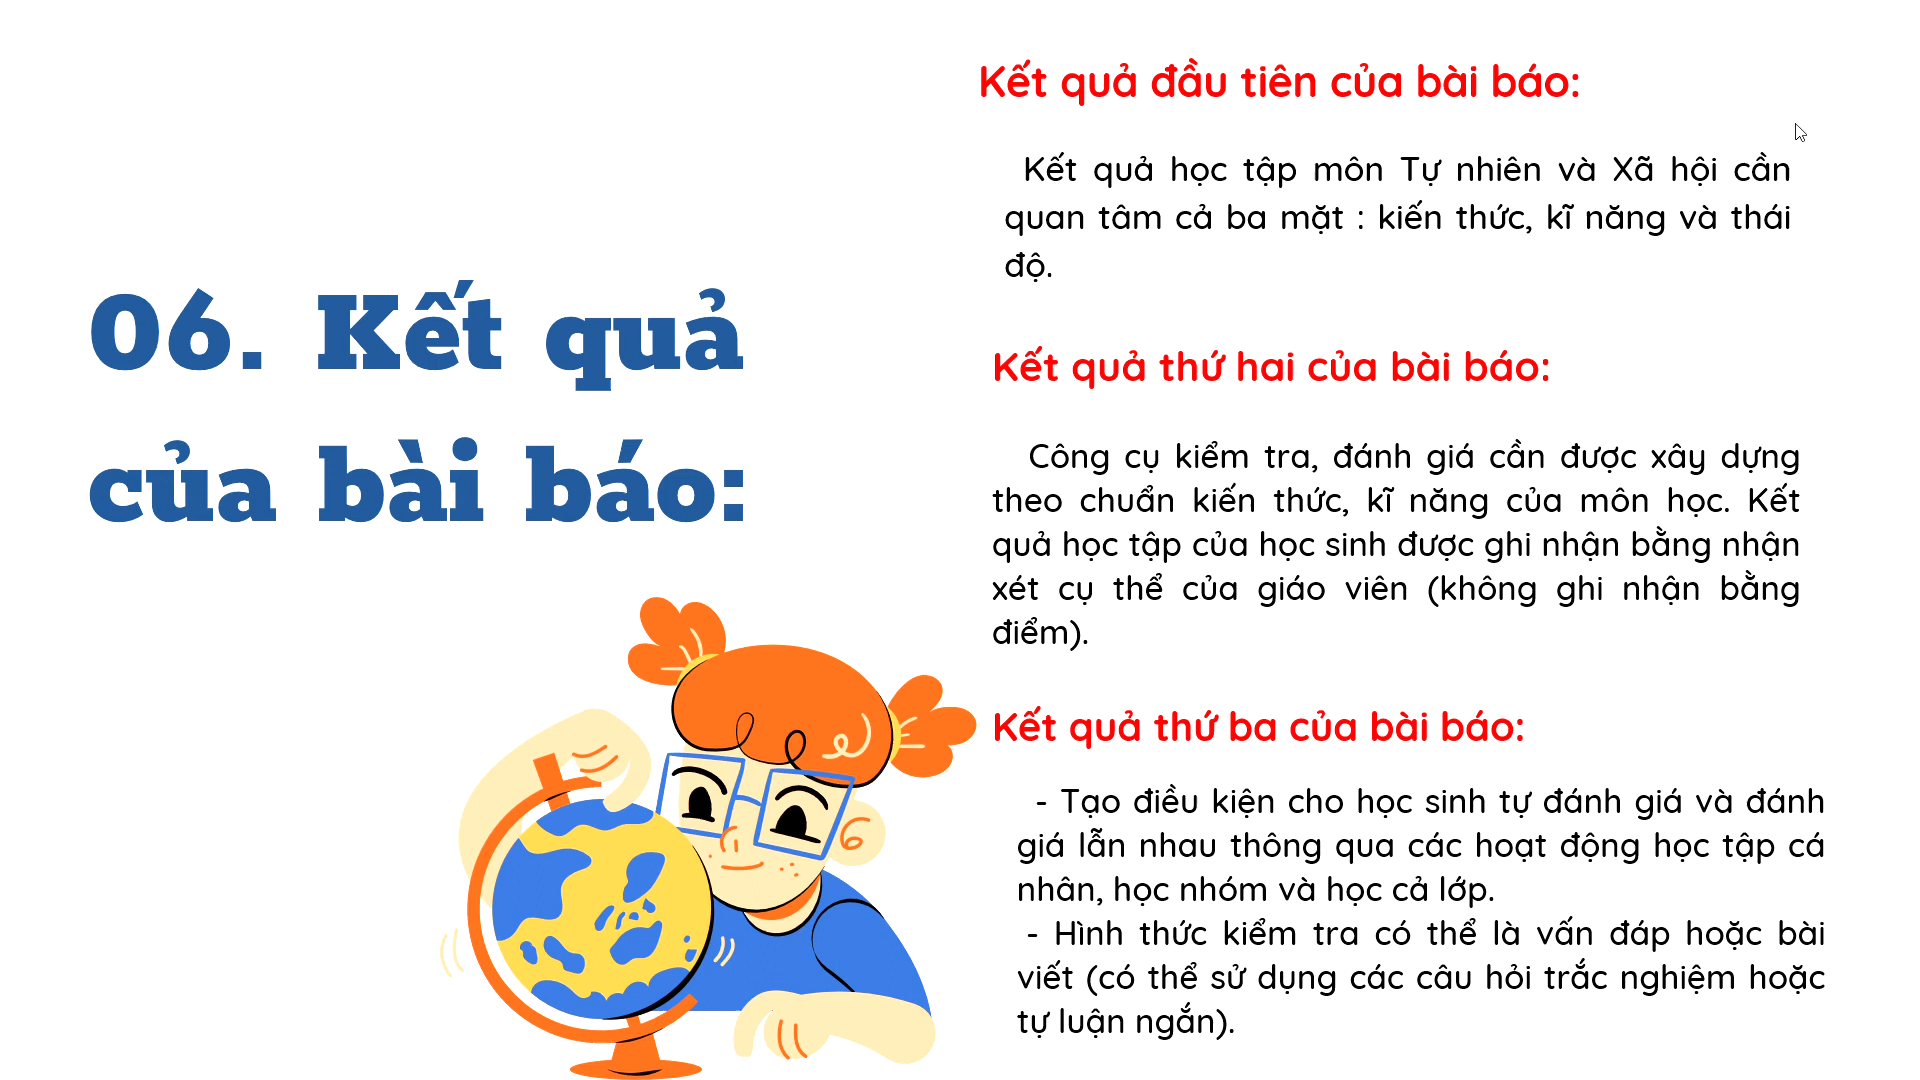 06. Kết quả
của bài báo:
Kết quả đầu tiên của bài báo:
Kết quả học tập môn Tự nhiên và Xã hội cần
quan tâm cả ba mặt : kiến thức, kĩ năng và thái
độ.
Kết quả thứ hai của bài báo:
Công cụ kiểm tra, đánh giá cần được xây dựng
theo chuẩn kiến thức, kĩ năng của môn học. Kết
quả học tập của học sinh được ghi nhận bằng nhận
xét cụ thể của giáo viên (không ghi nhận bằng
điểm).
Kết quả thứ ba của bài báo:
- Tạo điều kiện cho học sinh tự đánh giá và đánh
giá lẫn nhau thông qua các hoạt động học tập cá
nhân, học nhóm và học cả lớp.
- Hình thức kiểm tra có thể là vấn đáp hoặc bài
viết (có thể sử dụng các câu hỏi trắc nghiệm hoặc
tự luận ngắn).